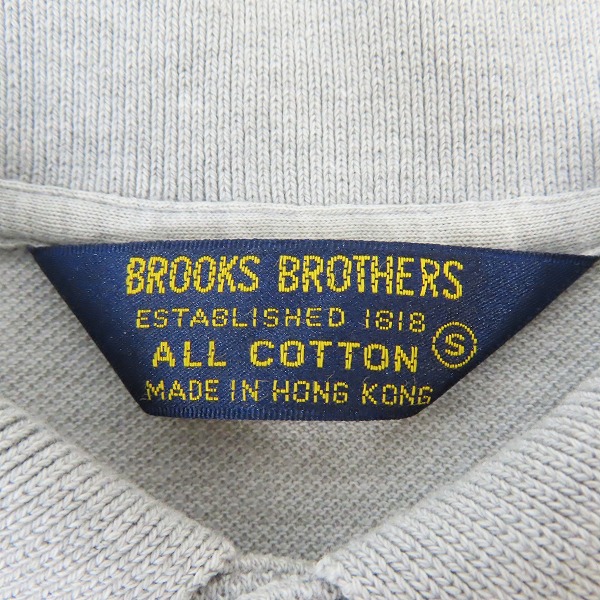 BROOKS BROTHERS
ESTABLISHED 1818
ALL COTTON S
MADE IN HONG KONG